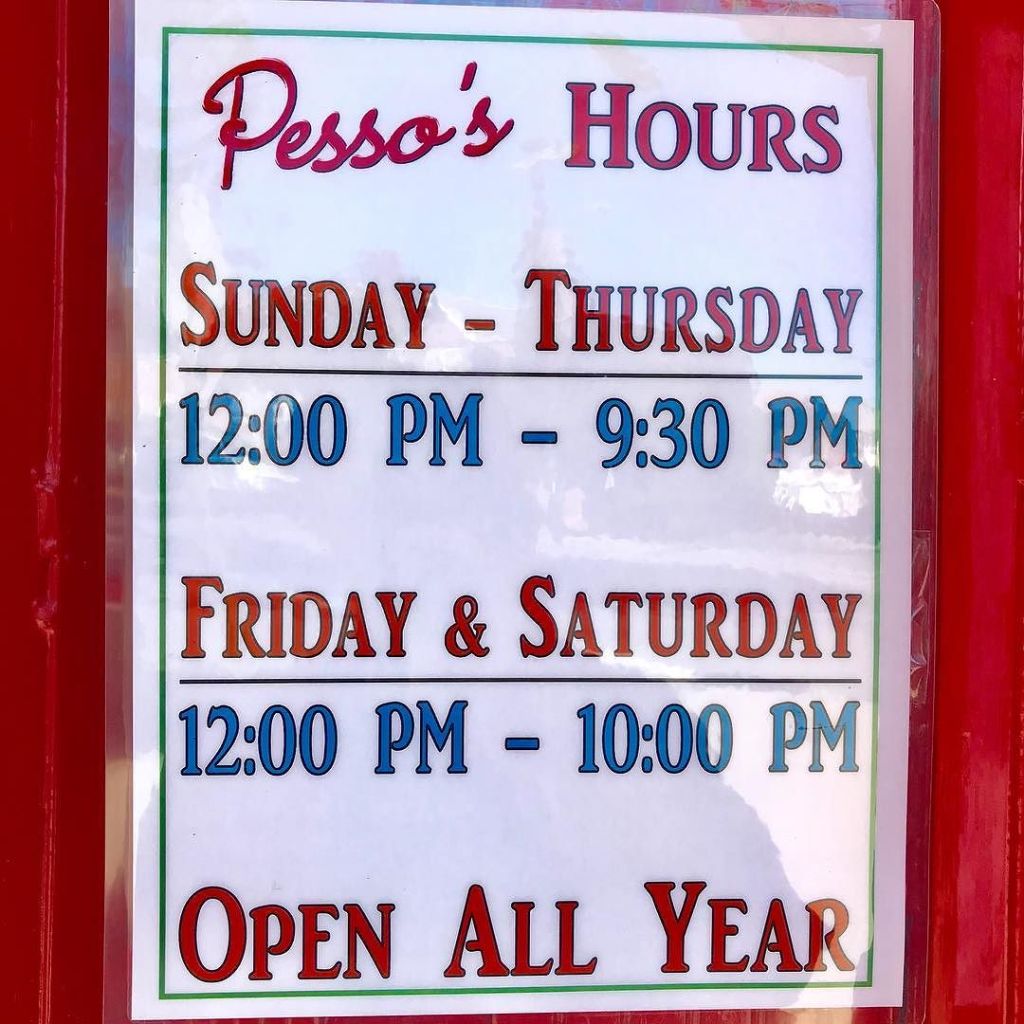 Pesso's HOURS
SUNDAY - THURSDAY
12:00 PM - 9:30 PM
FRIDAY & SATURDAY
12:00 PM - 10:00 PM
OPEN ALL YEAR